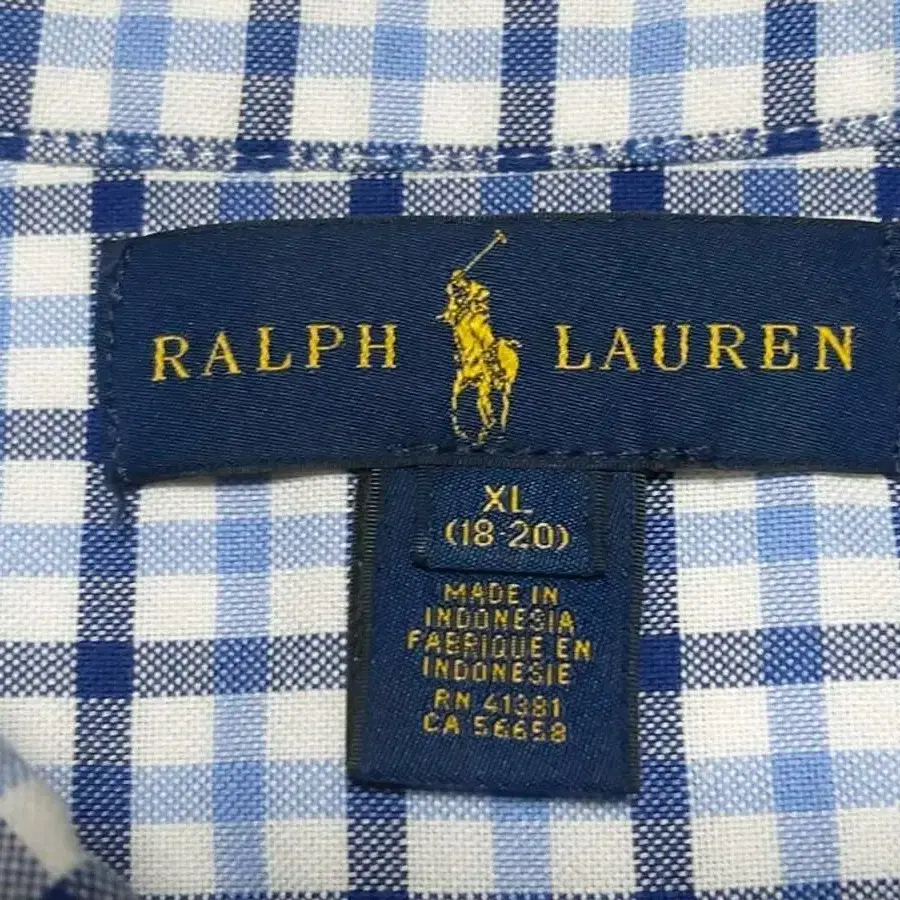 RALPH LAUREN
XL
(18-20)
MADE IN
INDONESIA
FABRIQUE EN
INDONESIE
RN 41381
CA 56658